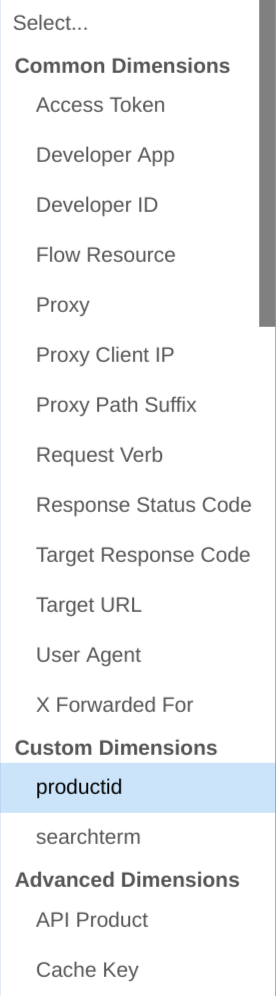 Select...
Common Dimensions
Access Token
Developer App
Developer ID
Flow Resource
Proxy
Proxy Client IP
Proxy Path Suffix
Request Verb
Response Status Code
Target Response Code
Target URL
User Agent
X Forwarded For
Custom Dimensions
productid
searchterm
Advanced Dimensions
API Product
Cache Key